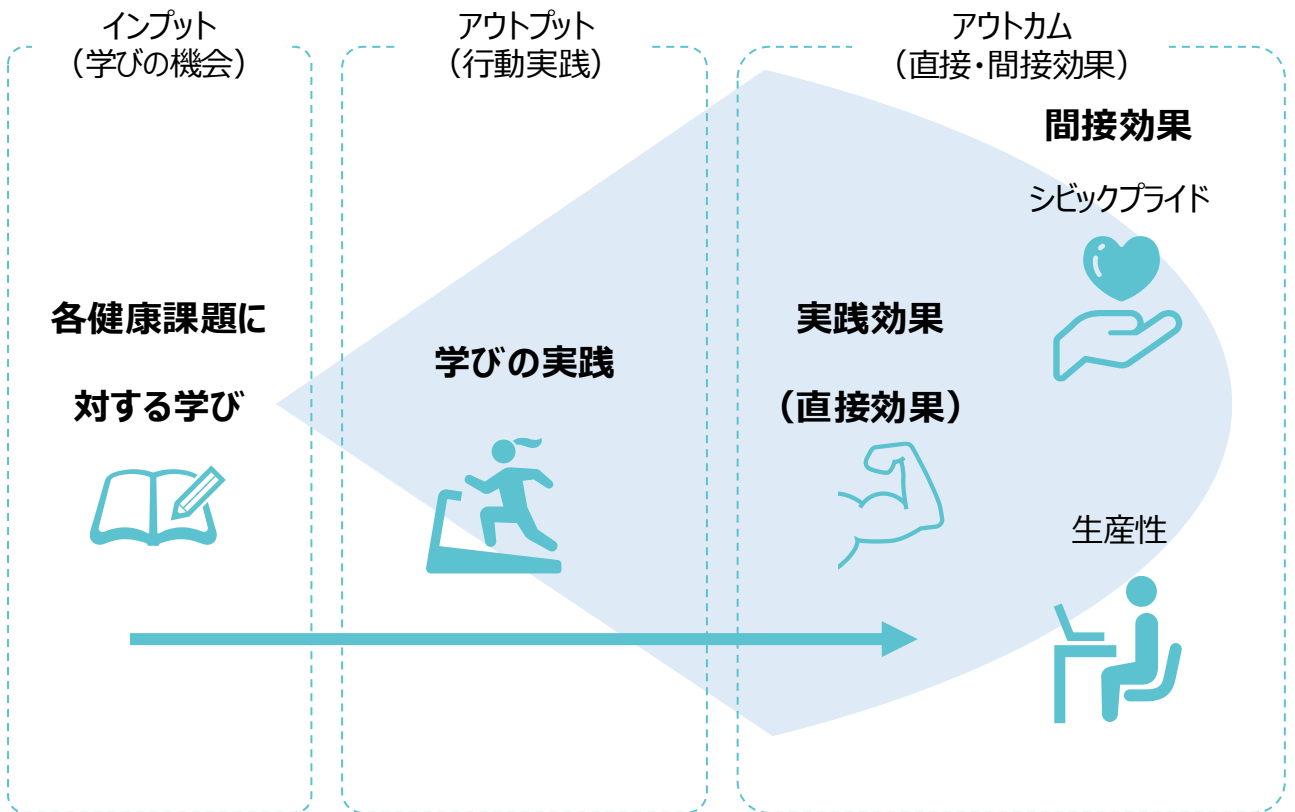 インプット
（学びの機会）
各健康課題に
対する学び
アウトプット
（行動実践）
学びの実践
アウトカム
（直接・間接効果）
間接効果
シビックプライド
実践効果
（直接効果）
生産性